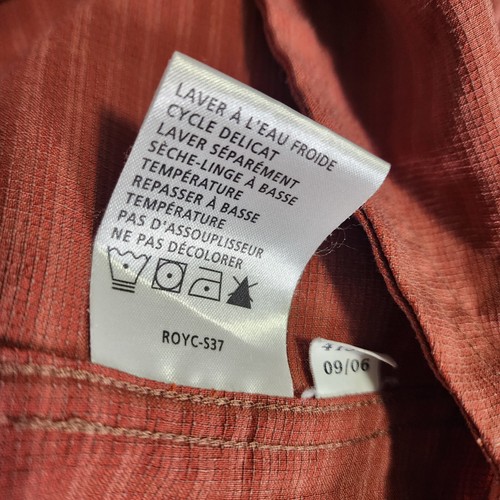 LAVER À L'EAU FROIDE
CYCLE DELICAT
LAVER SÉPARÉMENT
SÈCHE-LINGE À BASSE
TEMPÉRATURE
REPASSER À BASSE
TEMPÉRATURE
PAS D'ASSOUPLISSEUR
NE PAS DÉCOLORER
ROYC-S37
09/06